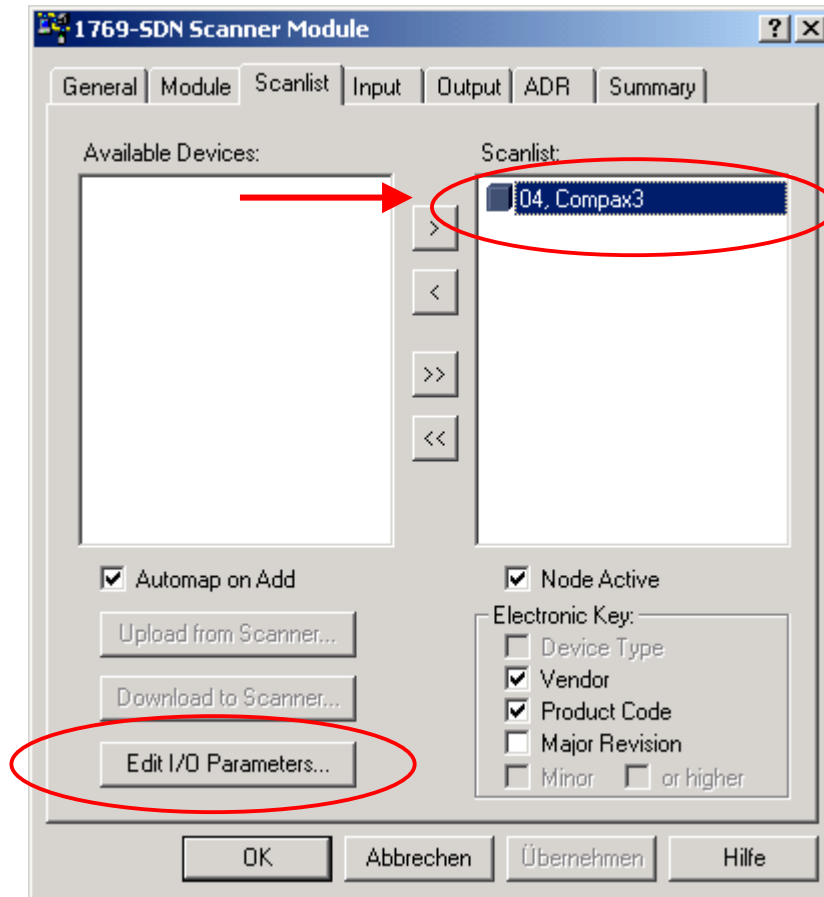 1769-SDN Scanner Module
General Module Scanlist Input Output ADR Summary
Available Devices:
Scanlist:
04, Compax3
>
<
>>
<<
Automap on Add
Node Active
Upload from Scanner...
Electronic Key:
Device Type
Vendor
Download to Scanner...
Product Code
Major Revision
Edit I/O Parameters...
Minor or higher
OK Abbrechen Übernehmen Hilfe